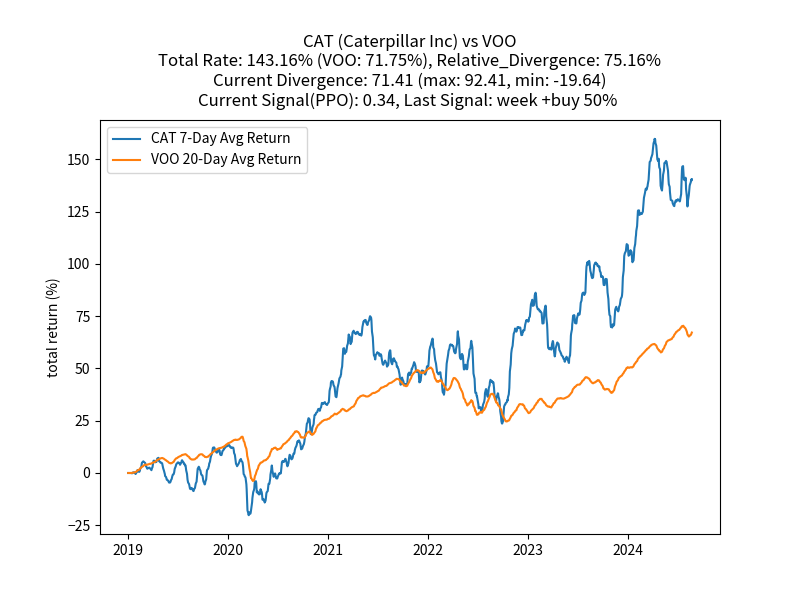 CAT (Caterpillar Inc) vs VOO
Total Rate: 143.16% (VOO: 71.75%), Relative_Divergence: 75.16%
Current Divergence: 71.41 (max: 92.41, min: -19.64)
Current Signal(PPO): 0.34, Last Signal: week +buy 50%
CAT 7-Day Avg Return
VOO 20-Day Avg Return
total return (%)
150
125
100
75
50
25
0
−25
2019 2020 2021 2022 2023 2024